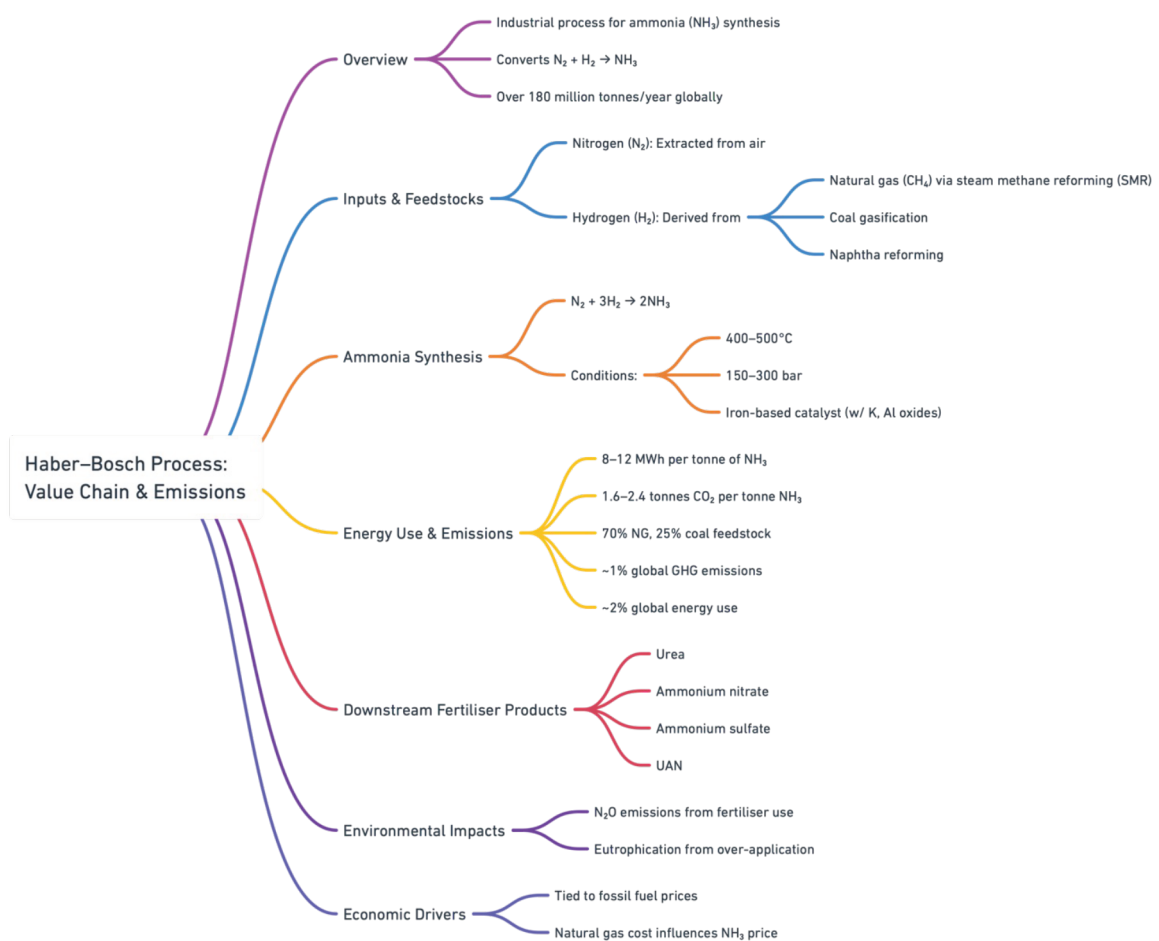 Haber–Bosch Process:
Value Chain & Emissions
Overview
Industrial process for ammonia (NH₃) synthesis
Converts N₂ + H₂ → NH₃
Over 180 million tonnes/year globally
Inputs & Feedstocks
Nitrogen (N₂): Extracted from air
Hydrogen (H₂): Derived from
Natural gas (CH₄) via steam methane reforming (SMR)
Coal gasification
Naphtha reforming
Ammonia Synthesis
N₂ + 3H₂ → 2NH₃
Conditions:
400–500°C
150–300 bar
Iron-based catalyst (w/ K, Al oxides)
Energy Use & Emissions
8–12 MWh per tonne of NH₃
1.6–2.4 tonnes CO₂ per tonne NH₃
70% NG, 25% coal feedstock
~1% global GHG emissions
~2% global energy use
Downstream Fertiliser Products
Urea
Ammonium nitrate
Ammonium sulfate
UAN
Environmental Impacts
N₂O emissions from fertiliser use
Eutrophication from over-application
Economic Drivers
Tied to fossil fuel prices
Natural gas cost influences NH₃ price